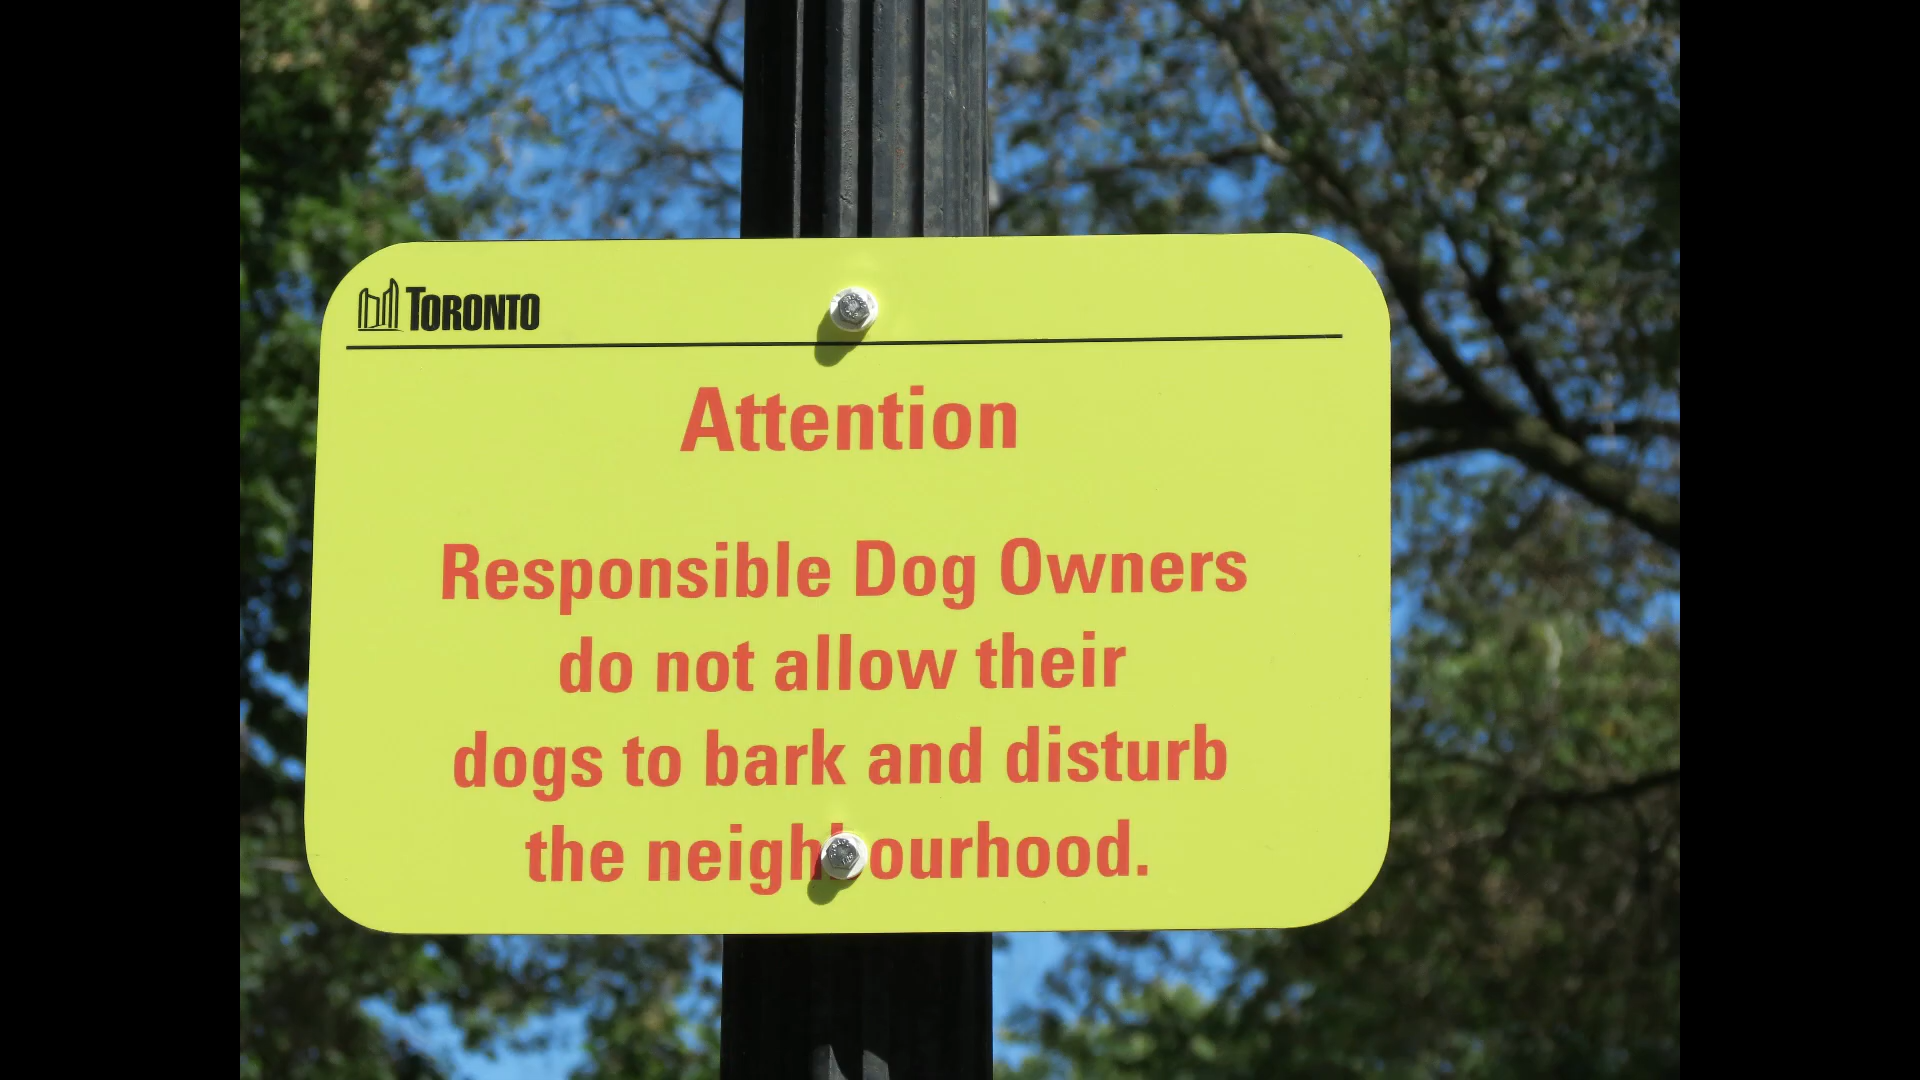 TORONTO
Attention
Responsible Dog Owners
do not allow their
dogs to bark and disturb
the neighbourhood.